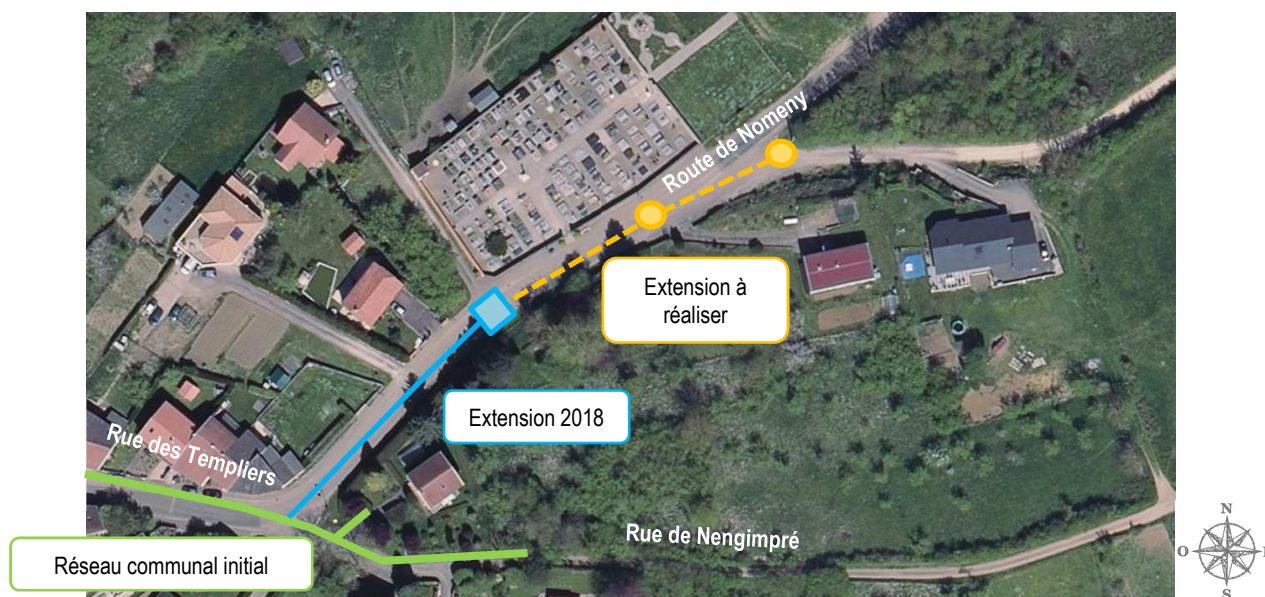 Route de Nomeny
Extension à
réaliser
Extension 2018
Rue des Templiers
Rue de Nengimpré
Réseau communal initial
N
O
S